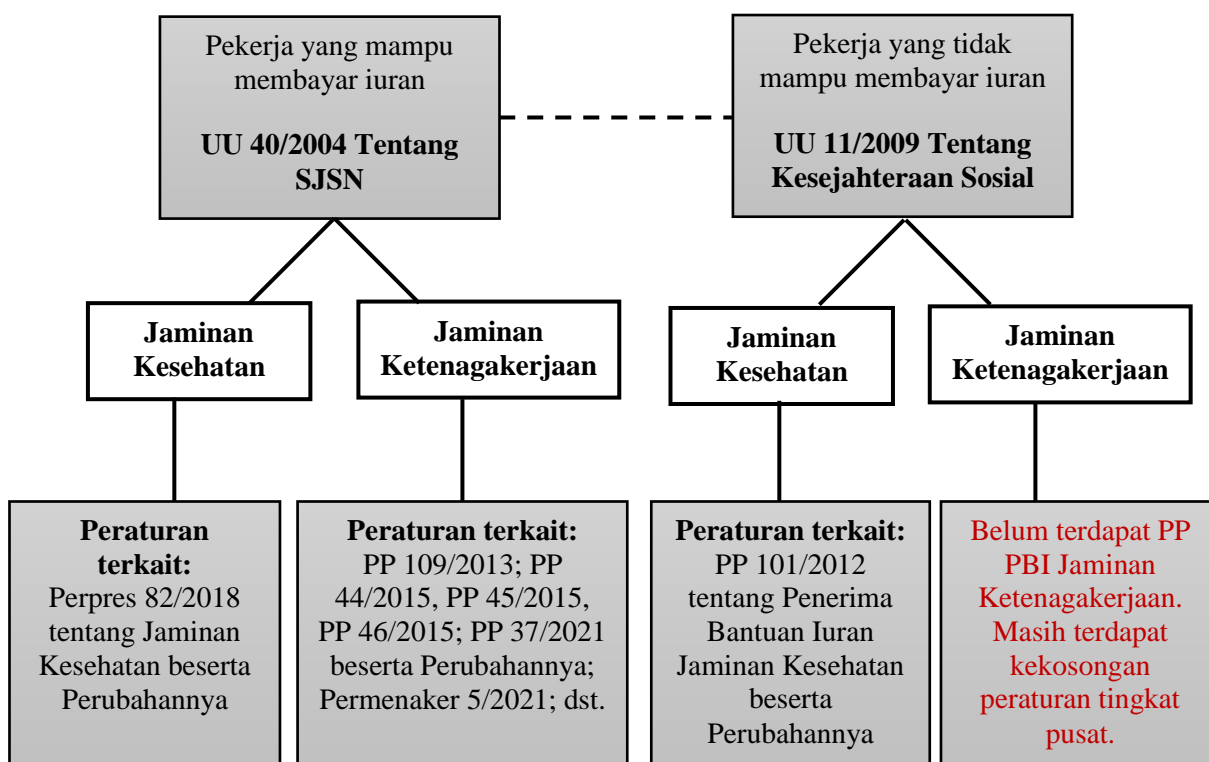 Pekerja yang mampu
membayar iuran
UU 40/2004 Tentang
SJSN
Pekerja yang tidak
mampu membayar iuran
UU 11/2009 Tentang
Kesejahteraan Sosial
Jaminan
Kesehatan
Jaminan
Ketenagakerjaan
Jaminan
Kesehatan
Jaminan
Ketenagakerjaan
Peraturan
terkait:
Perpres 82/2018
tentang Jaminan
Kesehatan beserta
Perubahannya
Peraturan terkait:
PP 109/2013; PP
44/2015, PP 45/2015,
PP 46/2015; PP 37/2021
beserta Perubahannya;
Permenaker 5/2021; dst.
Peraturan terkait:
PP 101/2012
tentang Penerima
Bantuan Iuran
Jaminan Kesehatan
beserta
Perubahannya
Belum terdapat PP
PBI Jaminan
Ketenagakerjaan.
Masih terdapat
kekosongan
peraturan tingkat
pusat.